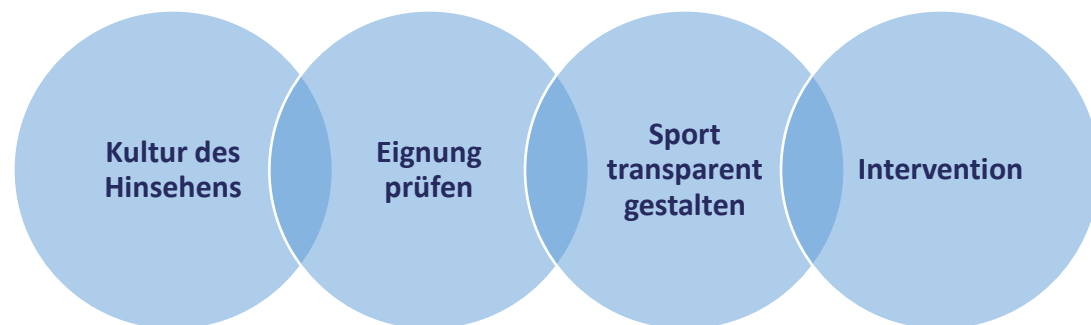 Kultur des
Hinsehens
Eignung
prüfen
Sport
transparent
gestalten
Intervention